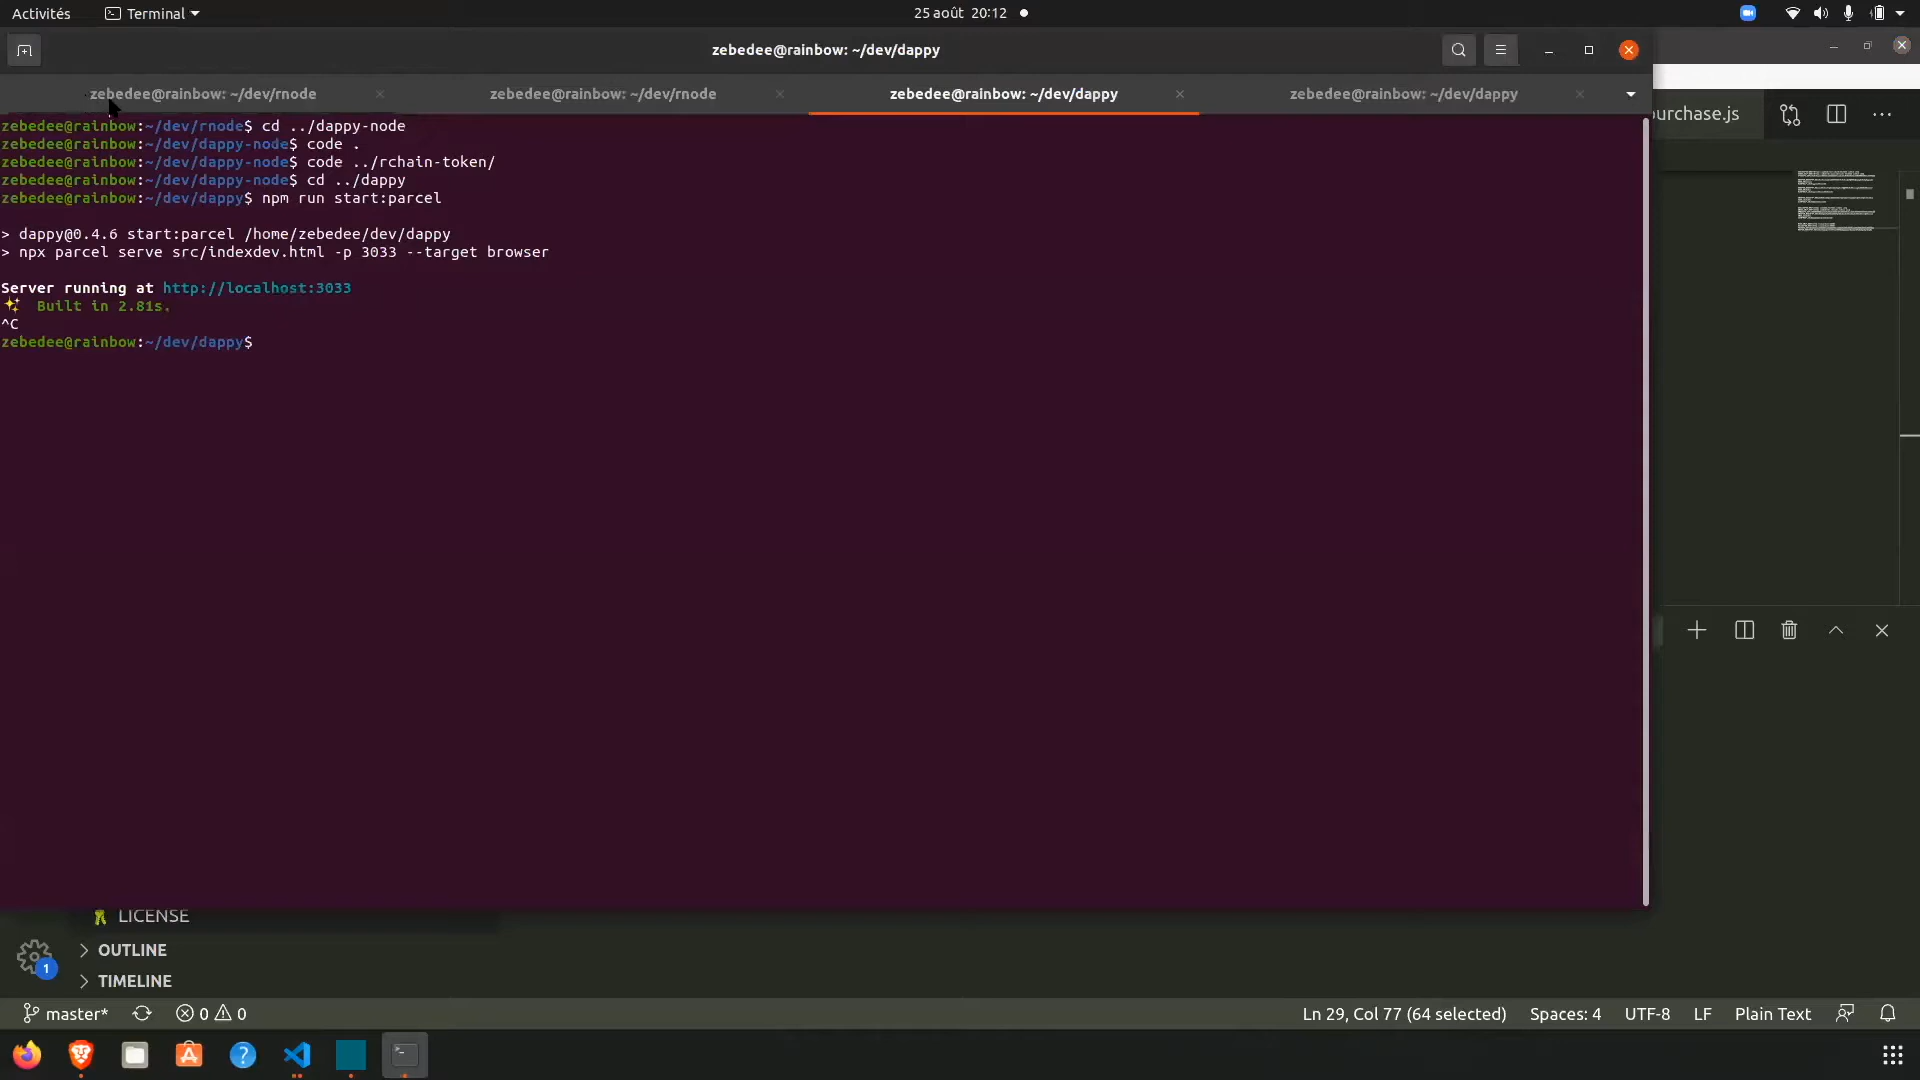 Activités Terminal 25 août 20:12
zebedee@rainbow: ~/dev/dappy
zebedee@rainbow: ~/dev/rnode zebedee@rainbow: ~/dev/rnode zebedee@rainbow: ~/dev/dappy zebedee@rainbow: ~/dev/dappy
urchase.js
zebedee@rainbow:~/dev/rnode$ cd ../dappy-node
zebedee@rainbow:~/dev/dappy-node$ code .
zebedee@rainbow:~/dev/dappy-node$ code ../rchain-token/
zebedee@rainbow:~/dev/dappy-node$ cd ../dappy
zebedee@rainbow:~/dev/dappy$ npm run start:parcel
> dappy@0.4.6 start:parcel /home/zebedee/dev/dappy
> npx parcel serve src/indexdev.html -p 3033 --target browser
Server running at http://localhost:3033
✨ Built in 2.81s.
^C
zebedee@rainbow:~/dev/dappy$
LICENSE
OUTLINE
1
TIMELINE
master* 0 0 Ln 29, Col 77 (64 selected) Spaces: 4 UTF-8 LF Plain Text